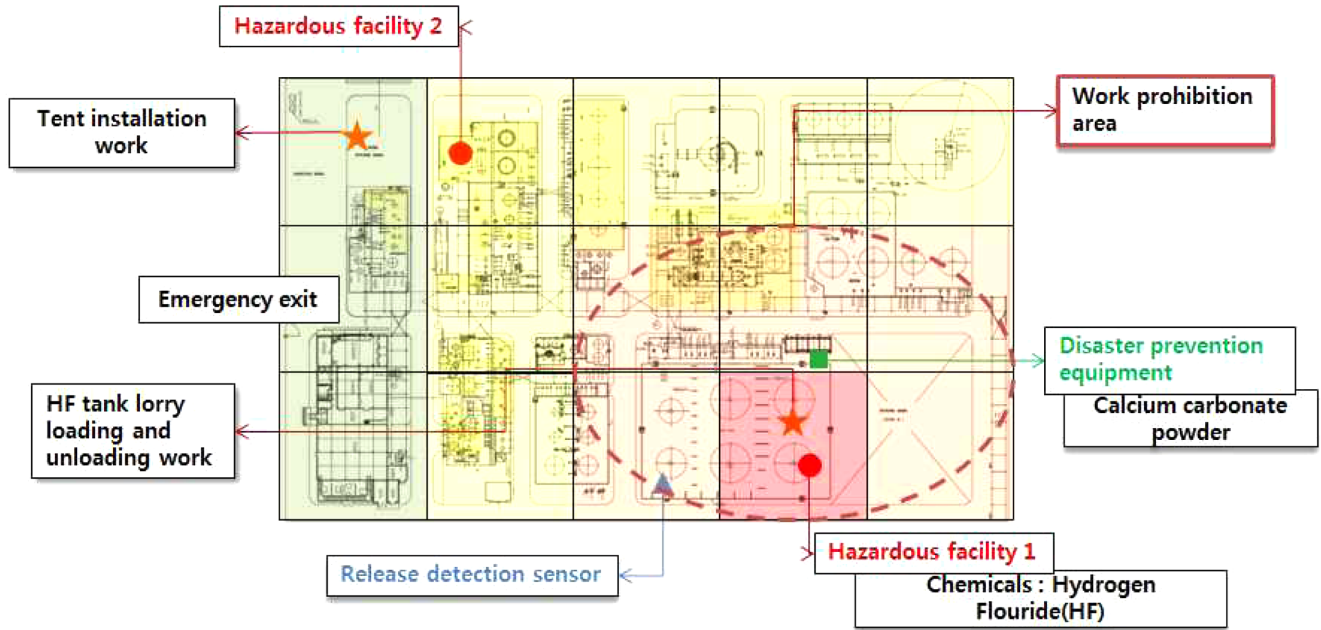 Hazardous facility 2
Tent installation
work
Work prohibition
area
Emergency exit
Disaster prevention
equipment
Calcium carbonate
powder
HF tank lorry
loading and
unloading work
Release detection sensor
Hazardous facility 1
Chemicals : Hydrogen
Flouride(HF)